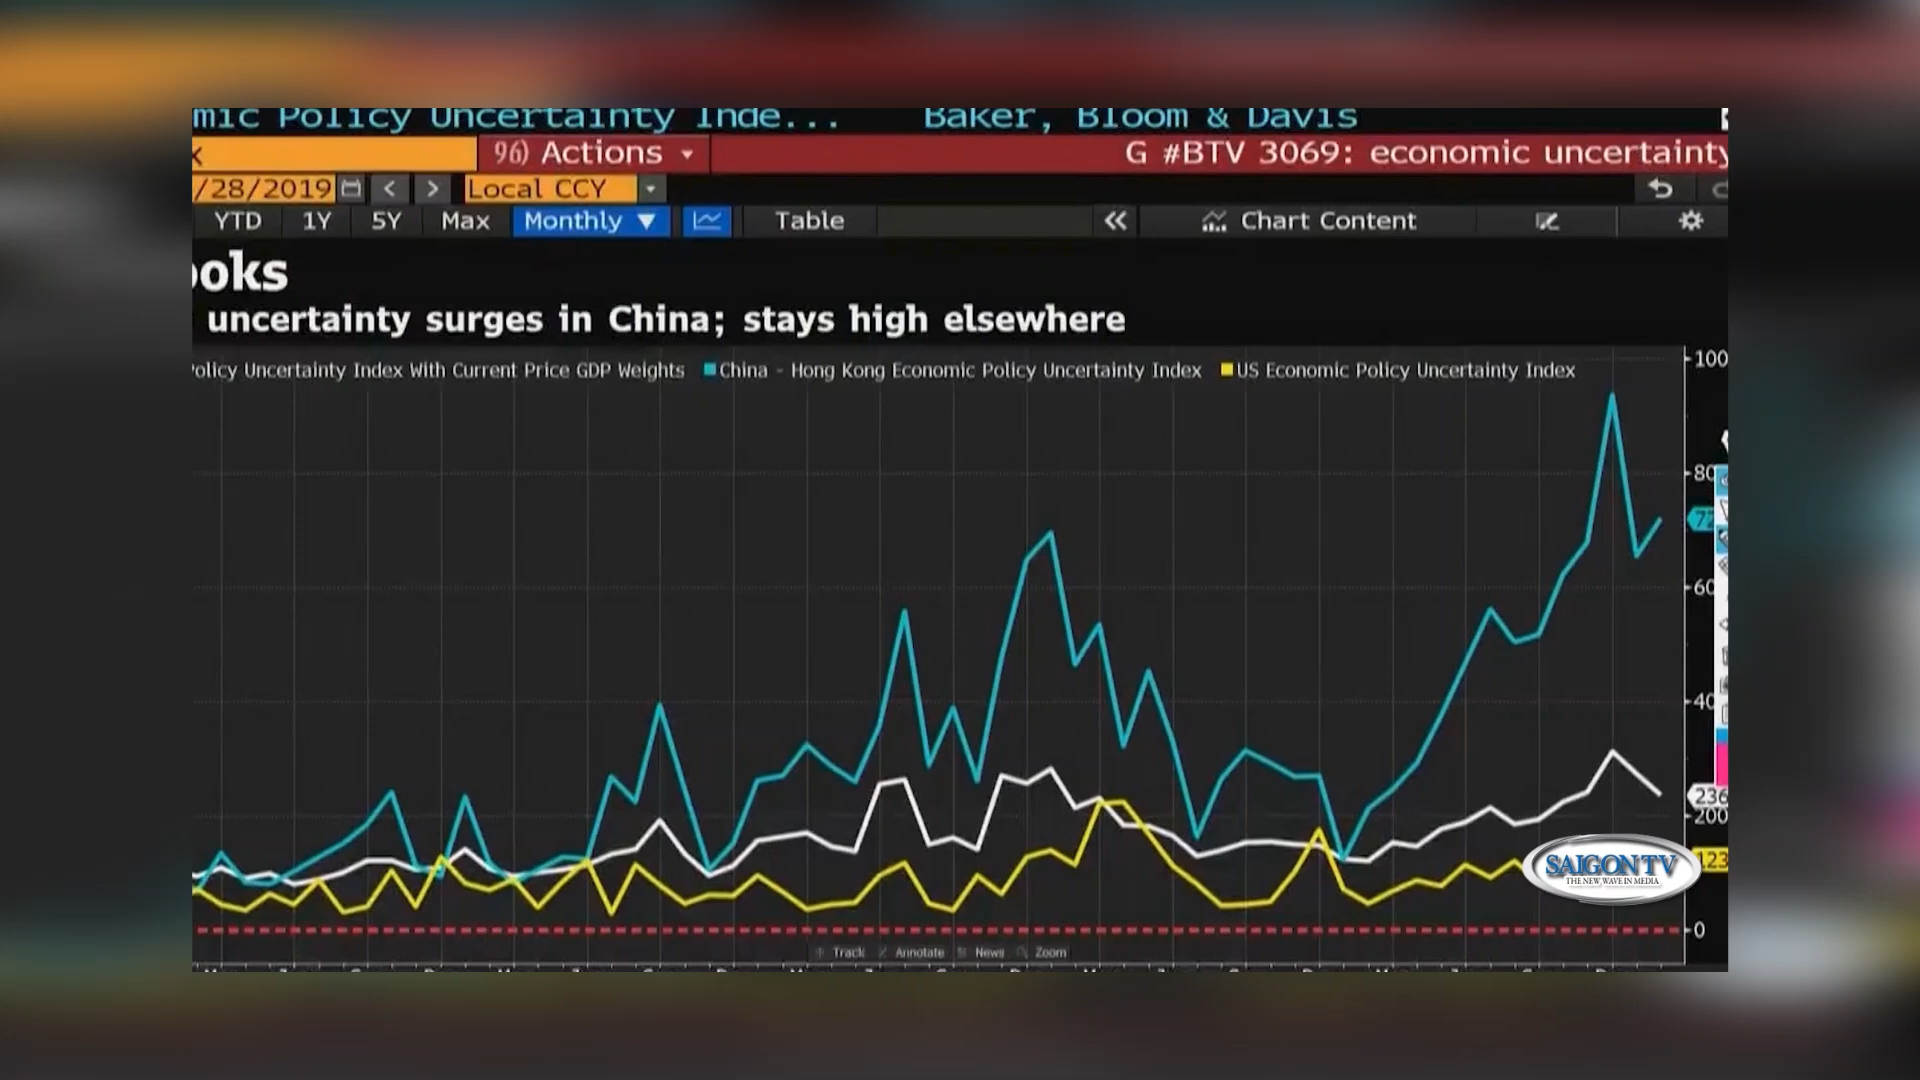 mic Policy Uncertainty Inde... Baker, Bloom & Davis
96) Actions G #BTV 3069: economic uncertainty
/28/2019 < > Local CCY
YTD 1Y 5Y Max Monthly ▼ Table « Chart Content
ooks
uncertainty surges in China; stays high elsewhere
Policy Uncertainty Index With Current Price GDP Weights China - Hong Kong Economic Policy Uncertainty Index US Economic Policy Uncertainty Index
100
80
72
60
40
236
200
123
0
SAIGON TV
THE NEW WAVE IN MEDIA
Track Annotate News Zoom